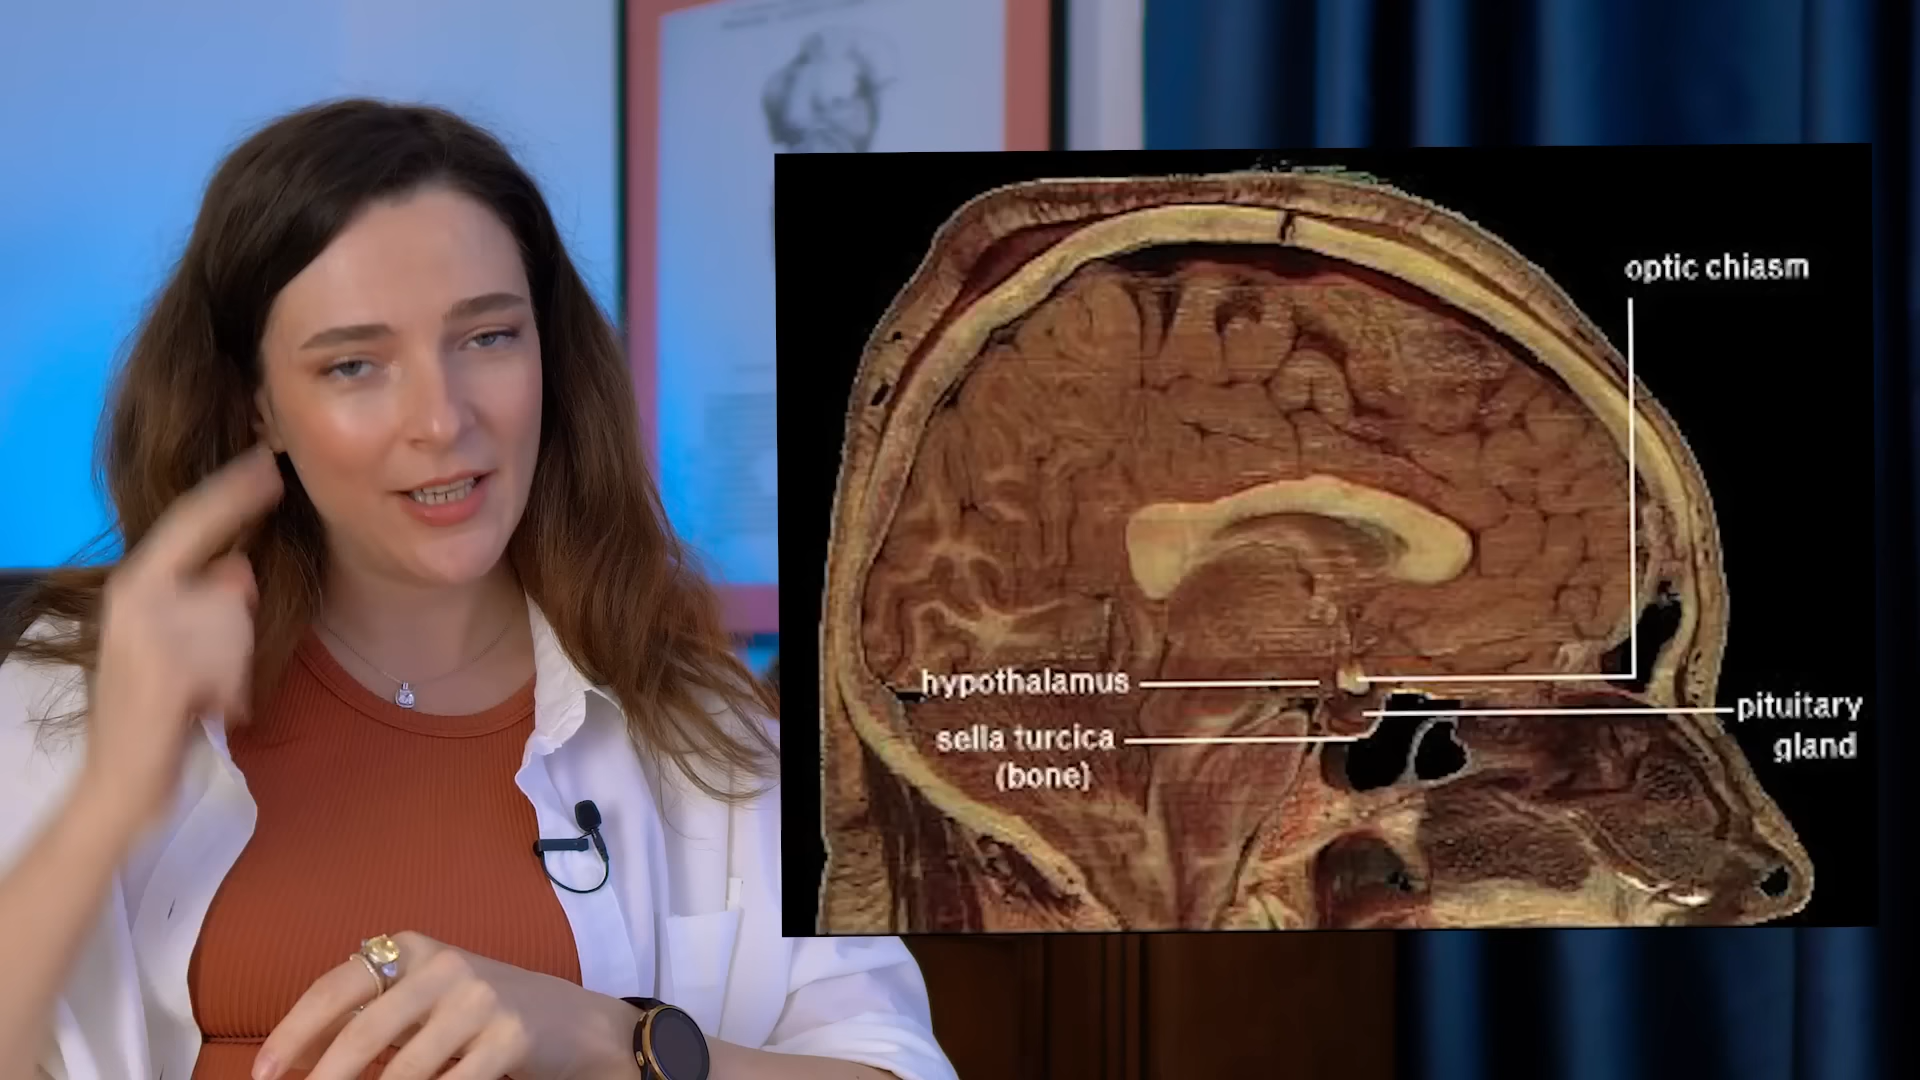 optic chiasm
hypothalamus
pituitary
gland
sella turcica
(bone)